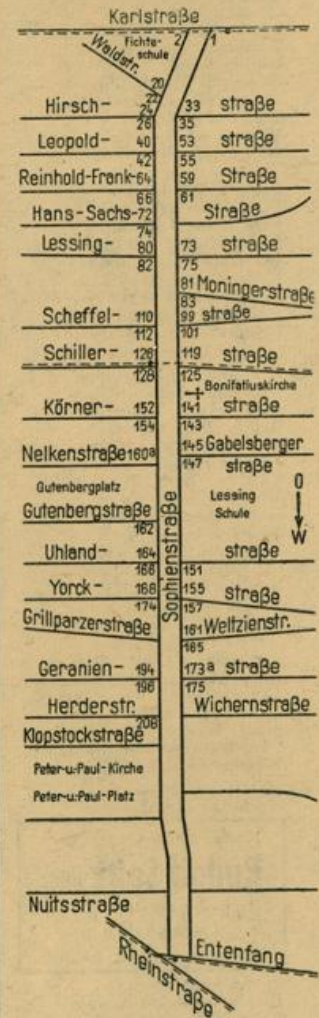 Karlstraße
Fichte-
schule
2 1
Waldstr.
20
22
Hirsch- 24 33 straße
26 35
Leopold- 40 53 straße
42 55
Reinhold-Frank- 64 59 Straße
66 61
Hans-Sachs- 72 Straße
74
Lessing- 80 73 straße
82 75
81 Moningerstraße
83
Scheffel- 110 99 straße
112 101
Schiller- 126 119 straße
128 125
Bonifatiuskirche
Körner- 152 141 straße
154 143
145 Gabelsberger
Nelkenstraße 160a 147 straße
Gutenbergplatz
Lessing
Schule
O
W
Gutenbergstraße
162
Sophienstraße
Uhland- 164 straße
166 151
Yorck- 168 155 straße
174 157
Grillparzerstraße 161 Weltzienstr.
165
Geranien- 194 173a straße
196 175
Herderstr. Wichernstraße
208
Klopstockstraße
Peter-u.Paul-Kirche
Peter-u.Paul-Platz
Nuitsstraße
Entenfang
Rheinstraße